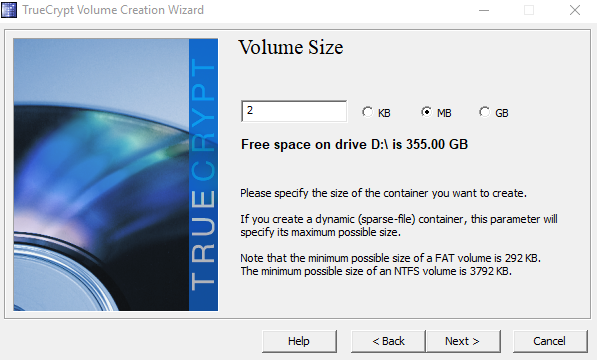 TrueCrypt Volume Creation Wizard
TRUECRYPT
Volume Size
2
KB
MB
GB
Free space on drive D:\ is 355.00 GB
Please specify the size of the container you want to create.
If you create a dynamic (sparse-file) container, this parameter will
specify its maximum possible size.
Note that the minimum possible size of a FAT volume is 292 KB.
The minimum possible size of an NTFS volume is 3792 KB.
Help
< Back
Next >
Cancel